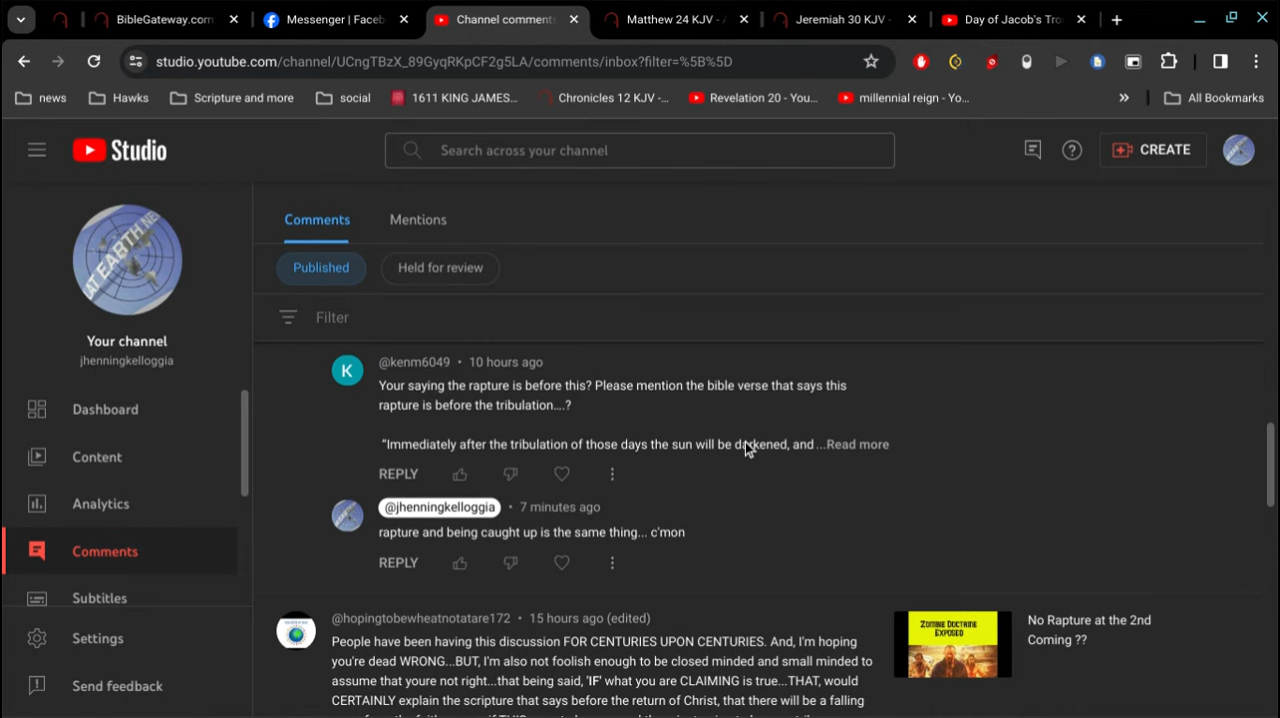 BibleGateway.com
Messenger | Faceb
Channel comments
Matthew 24 KJV - A
Jeremiah 30 KJV -
Day of Jacob's Tro
studio.youtube.com/channel/UCngTBzX_89GyqRKpCF2g5LA/comments/inbox?filter=%5B%5D
news
Hawks
Scripture and more
social
1611 KING JAMES...
Chronicles 12 KJV -...
Revelation 20 - You...
millennial reign - Yo...
» All Bookmarks
Studio
Search across your channel
CREATE
Comments
Mentions
Published
Held for review
Filter
Your channel
jhenningkelloggia
Dashboard
Content
Analytics
Comments
Subtitles
Settings
Send feedback
@kenm6049 • 10 hours ago
Your saying the rapture is before this? Please mention the bible verse that says this
rapture is before the tribulation....?
“Immediately after the tribulation of those days the sun will be darkened, and ...Read more
REPLY
@jhenningkelloggia • 7 minutes ago
rapture and being caught up is the same thing... c'mon
REPLY
@hopingtobewheatnotatare172 • 15 hours ago (edited)
People have been having this discussion FOR CENTURIES UPON CENTURIES. And, I'm hoping
you're dead WRONG...BUT, I'm also not foolish enough to be closed minded and small minded to
assume that youre not right...that being said, 'IF' what you are CLAIMING is true...THAT, would
CERTAINLY explain the scripture that says before the return of Christ, that there will be a falling
ZOMBIE DOCTRINE
EXPOSED
No Rapture at the 2nd
Coming ??